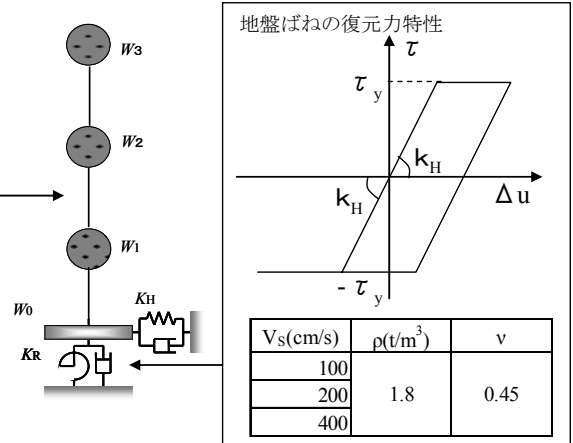 W3
W2
W1
W0
KH
KR
地盤ばねの復元力特性
τ
τy
kH
kH
Δu
- τy
Vs(cm/s) ρ(t/m³) ν
100
200 1.8 0.45
400